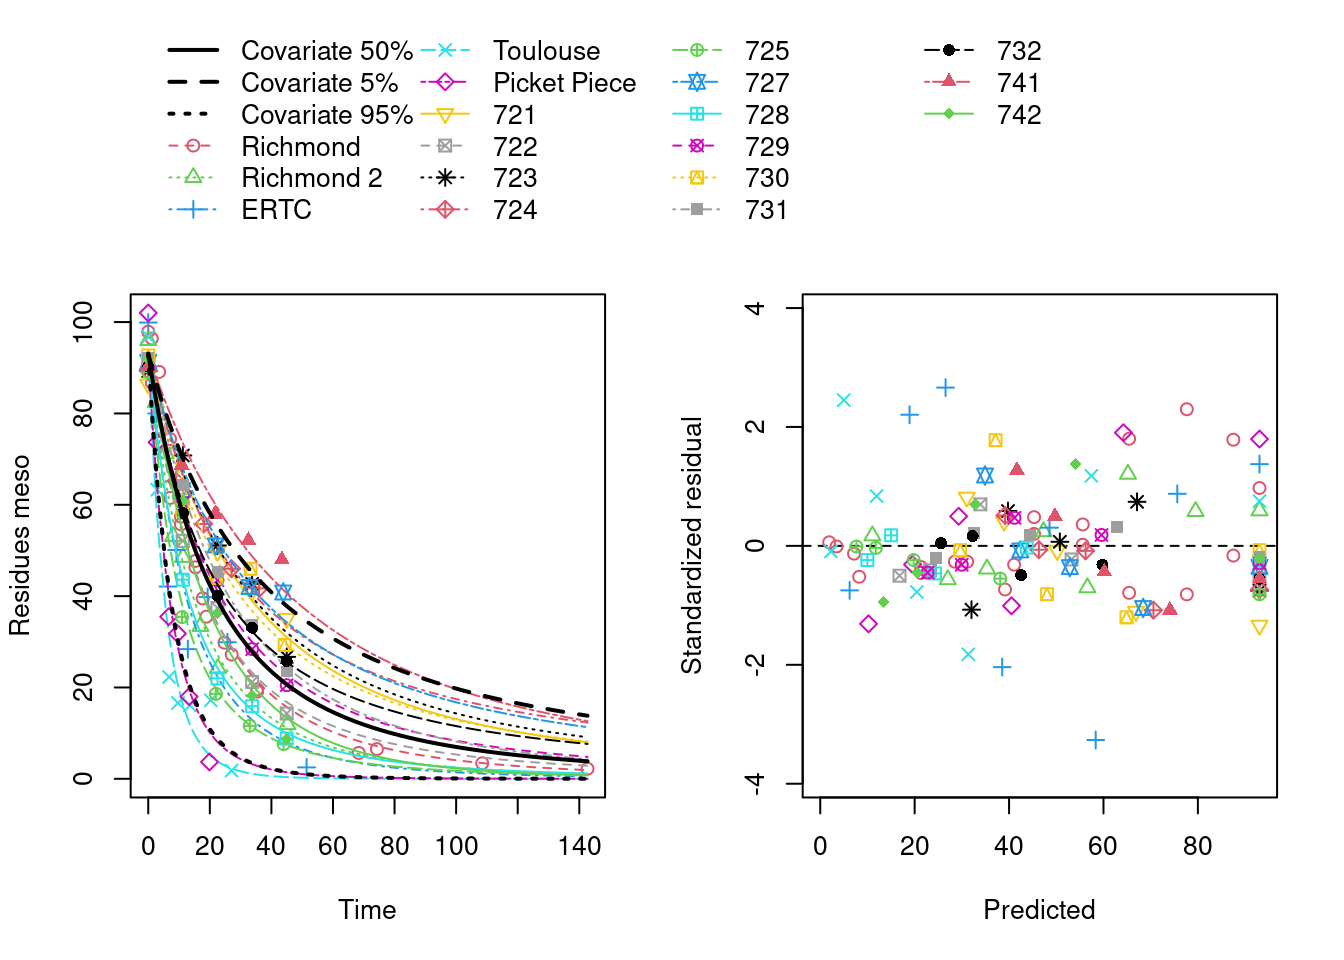 Covariate 50%
Covariate 5%
Covariate 95%
Richmond
Richmond 2
ERTC
Toulouse
Picket Piece
721
722
723
724
725
727
728
729
730
731
732
741
742
Residues meso
100
80
60
40
20
0
0 20 40 60 80 100 140
Time
Standardized residual
4
2
0
-2
-4
0 20 40 60 80
Predicted